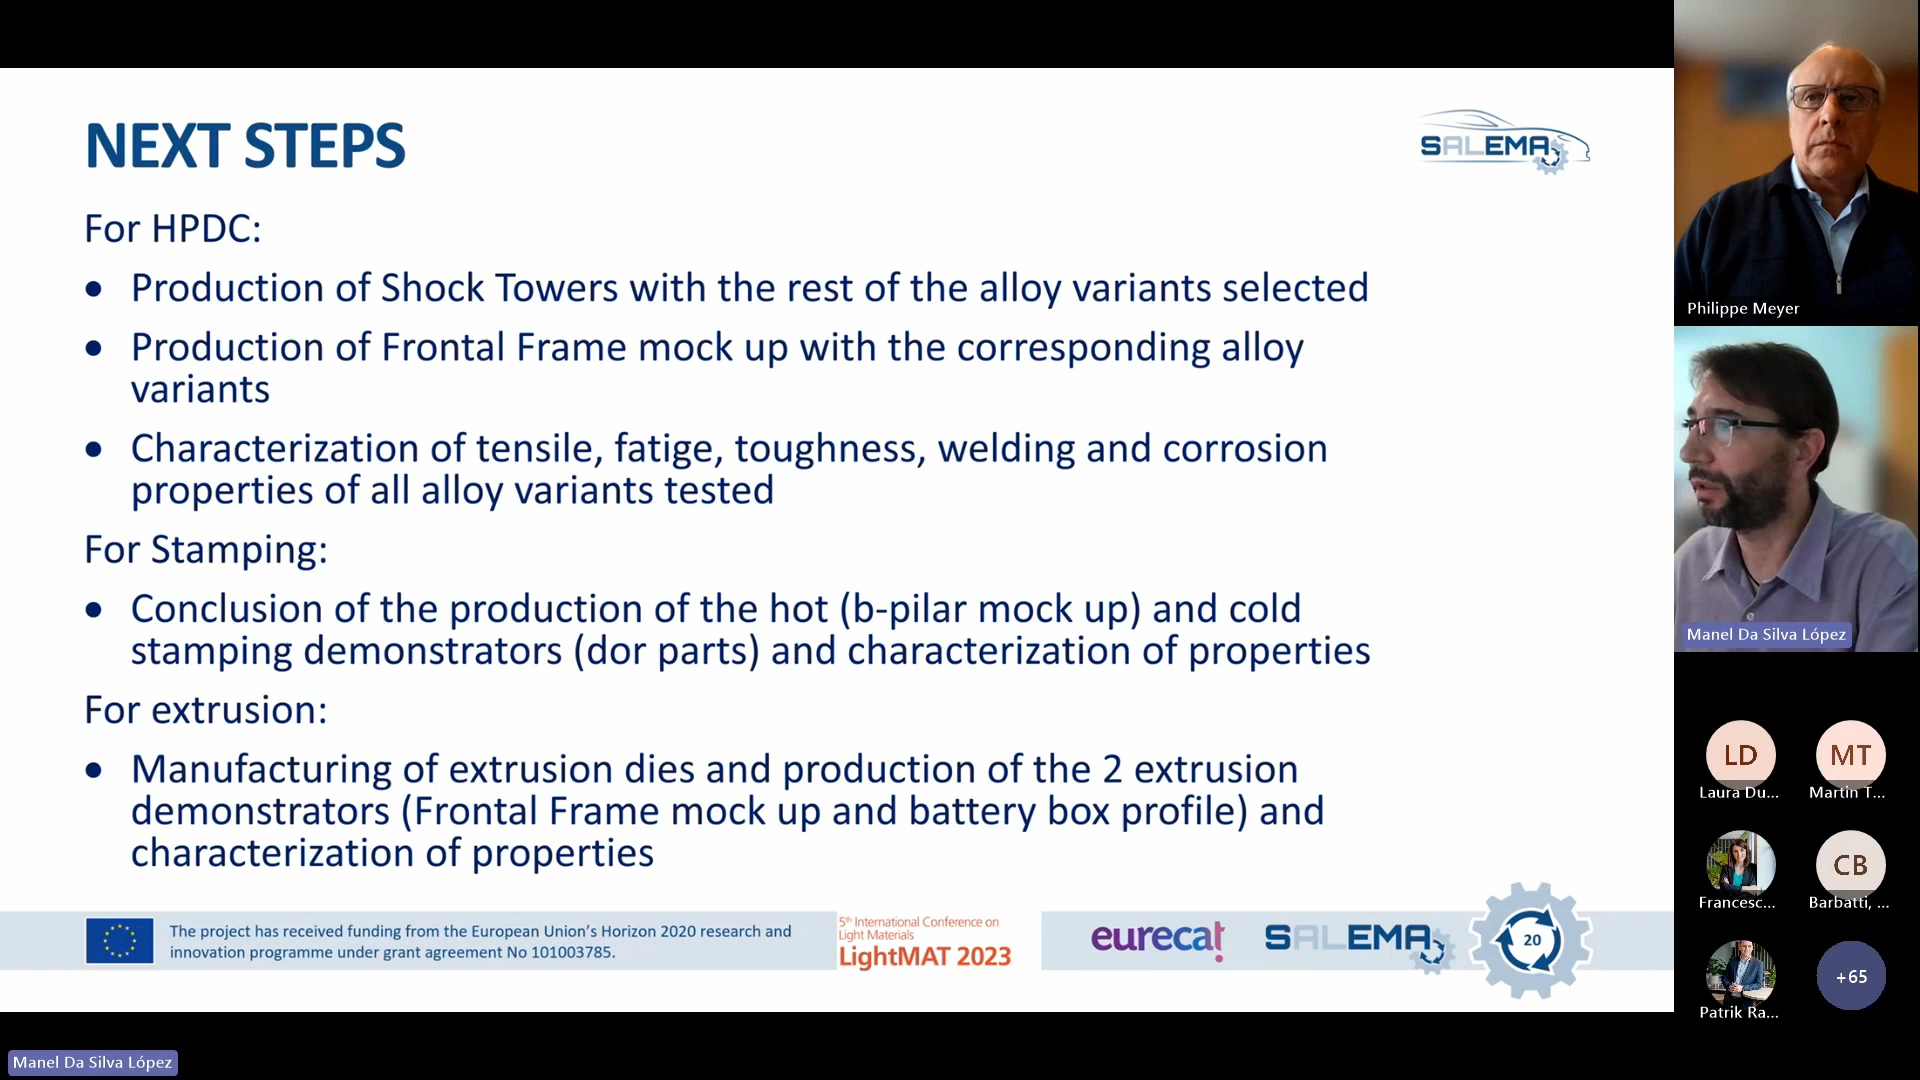 NEXT STEPS
SALEMA
For HPDC:
• Production of Shock Towers with the rest of the alloy variants selected
• Production of Frontal Frame mock up with the corresponding alloy
variants
• Characterization of tensile, fatige, toughness, welding and corrosion
properties of all alloy variants tested
For Stamping:
• Conclusion of the production of the hot (b-pilar mock up) and cold
stamping demonstrators (dor parts) and characterization of properties
For extrusion:
• Manufacturing of extrusion dies and production of the 2 extrusion
demonstrators (Frontal Frame mock up and battery box profile) and
characterization of properties
The project has received funding from the European Union's Horizon 2020 research and
innovation programme under grant agreement No 101003785.
5th International Conference on
Light Materials
LightMAT 2023
eurecat
SALEMA
20
Philippe Meyer
Manel Da Silva López
LD
Laura Du...
MT
Martin T...
Francesc...
CB
Barbatti, ...
Patrik Ra...
+65
Manel Da Silva López